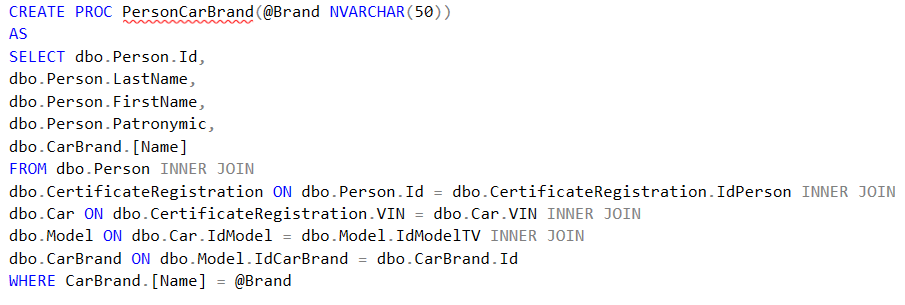 CREATE PROC PersonCarBrand(@Brand NVARCHAR(50))
AS
SELECT dbo.Person.Id,
dbo.Person.LastName,
dbo.Person.FirstName,
dbo.Person.Patronymic,
dbo.CarBrand.[Name]
FROM dbo.Person INNER JOIN
dbo.CertificateRegistration ON dbo.Person.Id = dbo.CertificateRegistration.IdPerson INNER JOIN
dbo.Car ON dbo.CertificateRegistration.VIN = dbo.Car.VIN INNER JOIN
dbo.Model ON dbo.Car.IdModel = dbo.Model.IdModelTV INNER JOIN
dbo.CarBrand ON dbo.Model.IdCarBrand = dbo.CarBrand.Id
WHERE CarBrand.[Name] = @Brand